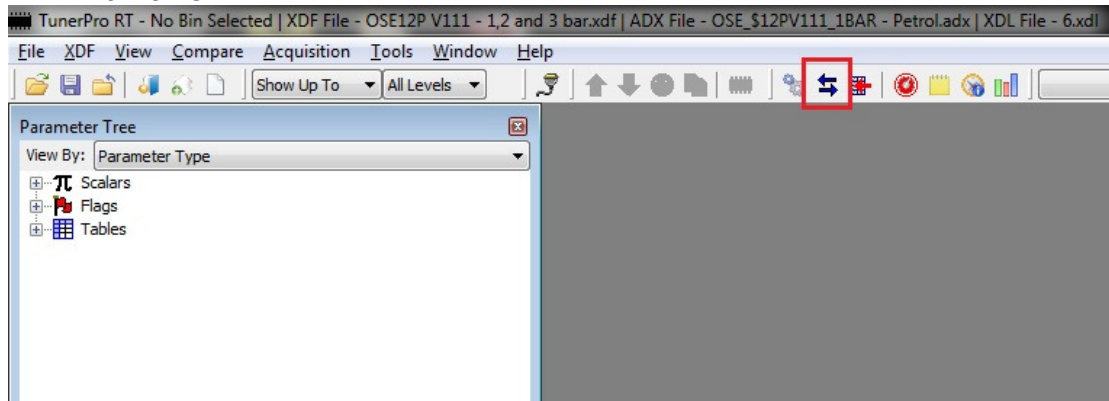 TunerPro RT - No Bin Selected | XDF File - OSE12P V111 - 1,2 and 3 bar.xdf | ADX File - OSE_$12PV111_1BAR - Petrol.adx | XDL File - 6.xdl
File XDF View Compare Acquisition Tools Window Help
Show Up To All Levels
Parameter Tree
View By: Parameter Type
Scalars
Flags
Tables